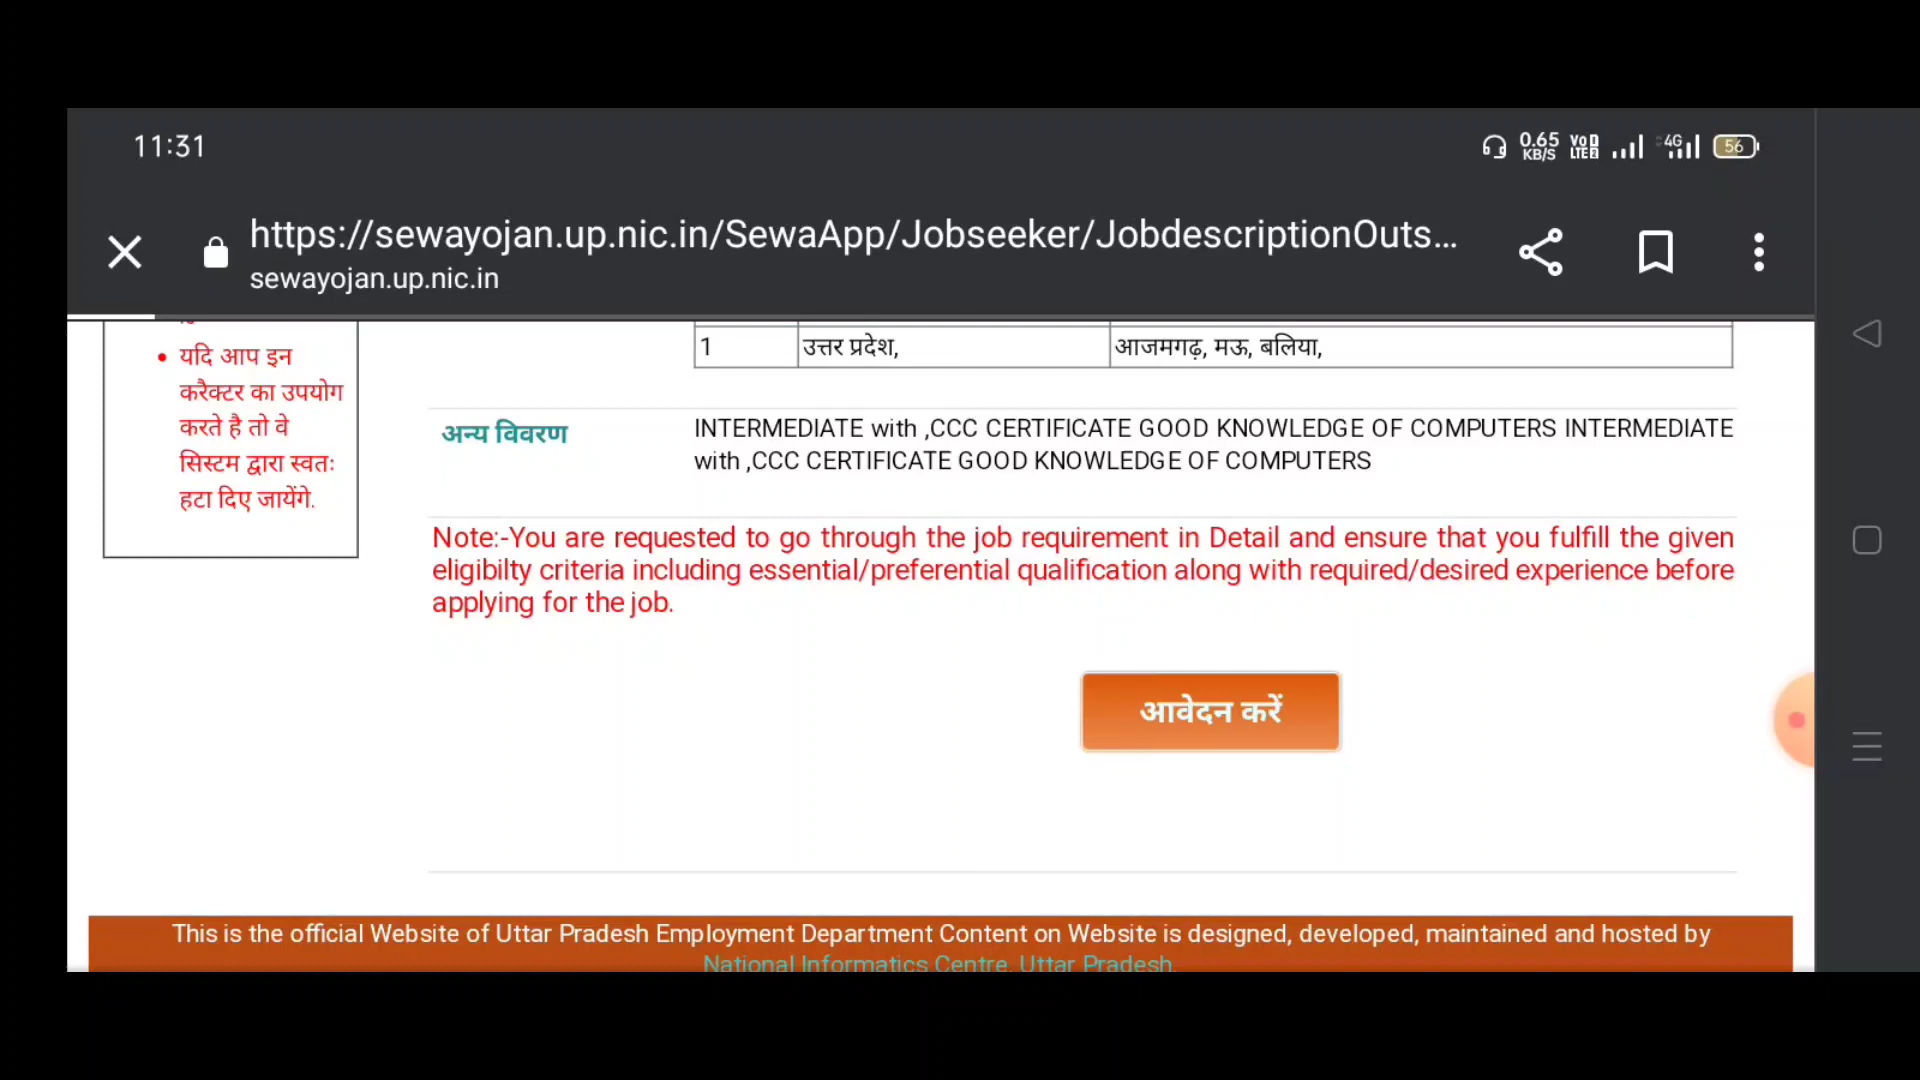 11:31
0.65 KB/S VoD LTE2 4G 56
https://sewayojan.up.nic.in/SewaApp/Jobseeker/JobdescriptionOuts...
sewayojan.up.nic.in
यदि आप इन
करैक्टर का उपयोग
करते है तो वे
सिस्टम द्वारा स्वतः
हटा दिए जायेंगे.
1 उत्तर प्रदेश, आजमगढ़, मऊ, बलिया,
अन्य विवरण
INTERMEDIATE with ,CCC CERTIFICATE GOOD KNOWLEDGE OF COMPUTERS INTERMEDIATE
with ,CCC CERTIFICATE GOOD KNOWLEDGE OF COMPUTERS
Note:-You are requested to go through the job requirement in Detail and ensure that you fulfill the given
eligibilty criteria including essential/preferential qualification along with required/desired experience before
applying for the job.
आवेदन करें
This is the official Website of Uttar Pradesh Employment Department Content on Website is designed, developed, maintained and hosted by
National Informatics Centre, Uttar Pradesh.